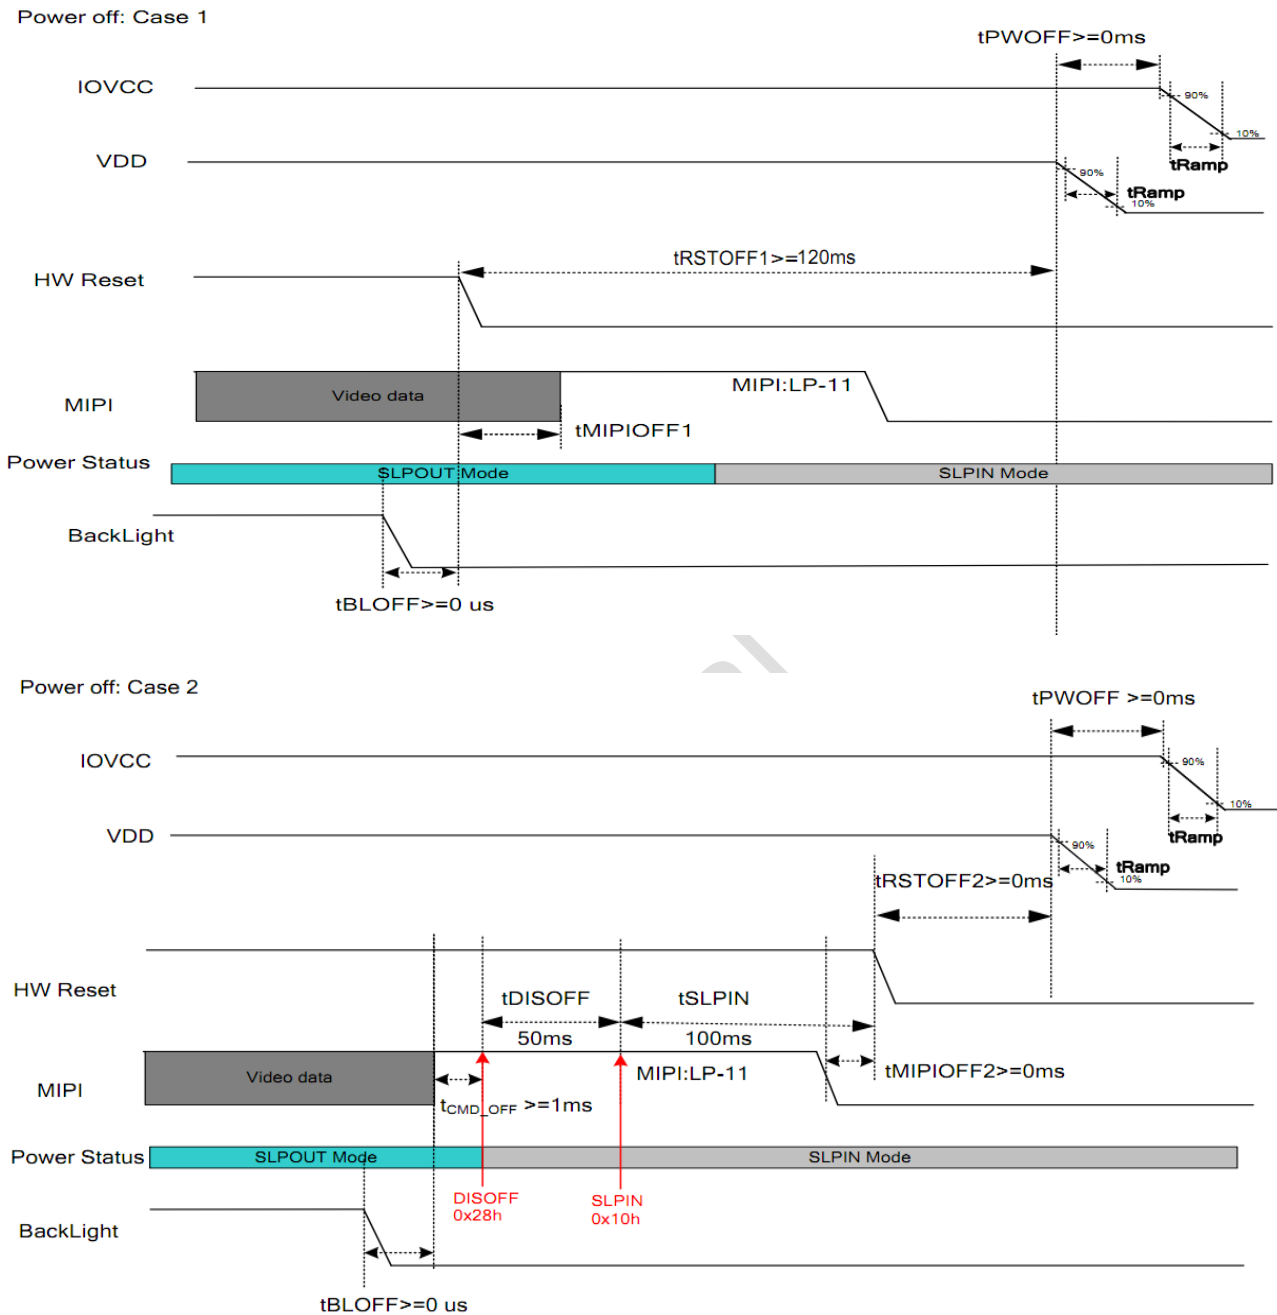 Power off: Case 1
tPWOFF>=0ms
IOVCC
90%
10%
tRamp
VDD
90%
tRamp
10%
tRSTOFF1>=120ms
HW Reset
MIPI:LP-11
Video data
MIPI
tMIPIOFF1
Power Status
SLPOUT Mode
SLPIN Mode
BackLight
tBLOFF>=0 us
Power off: Case 2
tPWOFF >=0ms
IOVCC
90%
10%
tRamp
VDD
90%
tRamp
10%
tRSTOFF2>=0ms
HW Reset
tDISOFF
tSLPIN
50ms
100ms
Video data
MIPI:LP-11
tMIPIOFF2>=0ms
MIPI
tCMD_OFF >=1ms
Power Status
SLPOUT Mode
SLPIN Mode
DISOFF
0x28h
SLPIN
0x10h
BackLight
tBLOFF>=0 us